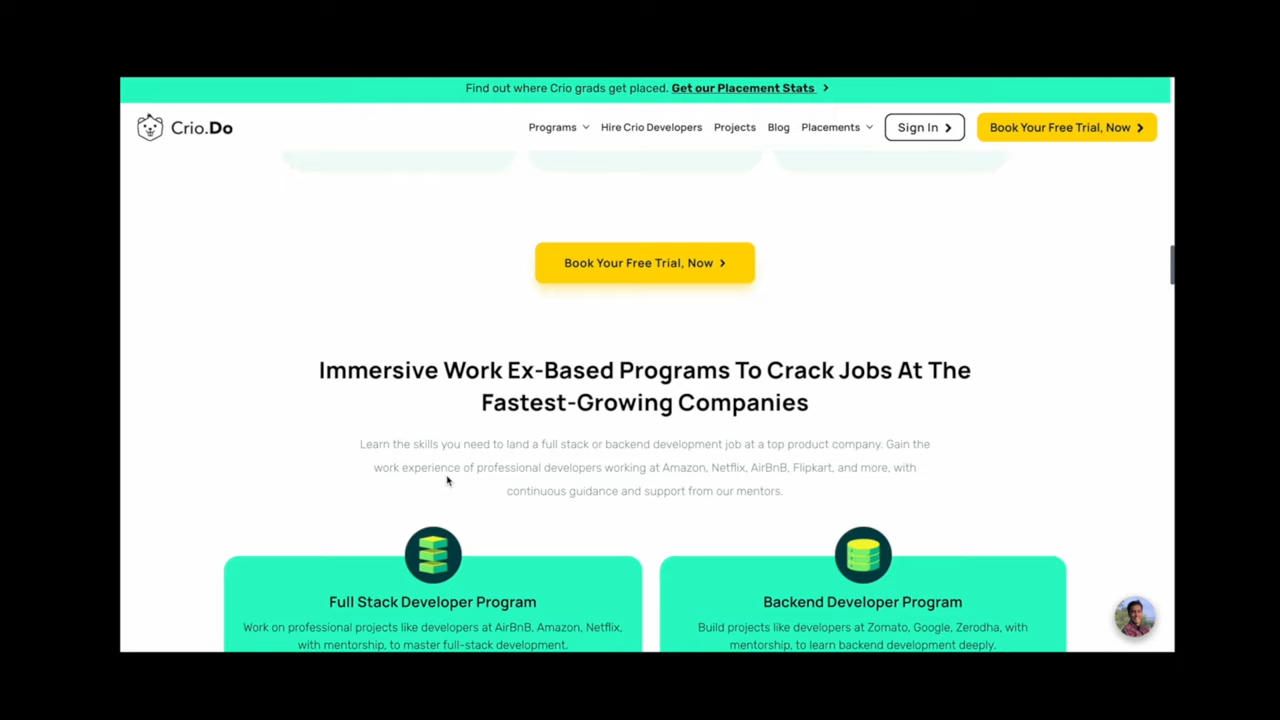 Find out where Crio grads get placed. Get our Placement Stats
Crio.Do
Programs
Hire Crio Developers
Projects
Blog
Placements
Sign In
Book Your Free Trial, Now
Book Your Free Trial, Now
Immersive Work Ex-Based Programs To Crack Jobs At The
Fastest-Growing Companies
Learn the skills you need to land a full stack or backend development job at a top product company. Gain the
work experience of professional developers working at Amazon, Netflix, AirBnB, Flipkart, and more, with
continuous guidance and support from our mentors.
Full Stack Developer Program
Work on professional projects like developers at AirBnB, Amazon, Netflix,
with mentorship, to master full-stack development.
Backend Developer Program
Build projects like developers at Zomato, Google, Zerodha, with
mentorship, to learn backend development deeply.